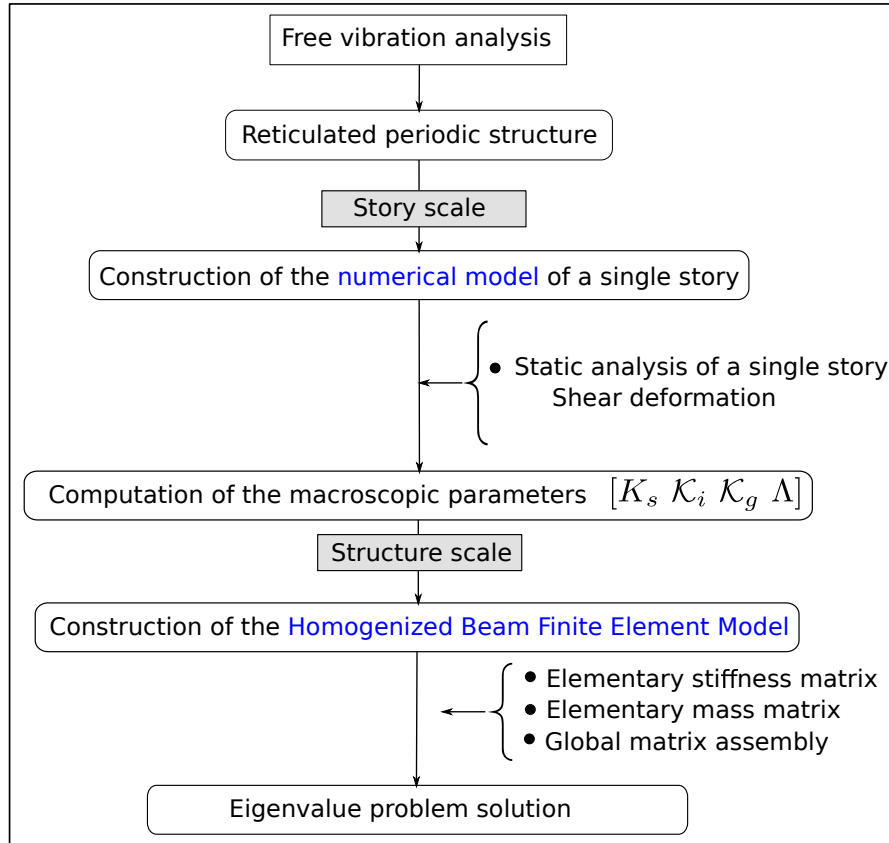 Free vibration analysis
Reticulated periodic structure
Story scale
Construction of the numerical model of a single story
• Static analysis of a single story
Shear deformation
Computation of the macroscopic parameters [K_s 𝒦_i 𝒦_g Λ]
Structure scale
Construction of the Homogenized Beam Finite Element Model
• Elementary stiffness matrix
• Elementary mass matrix
• Global matrix assembly
Eigenvalue problem solution